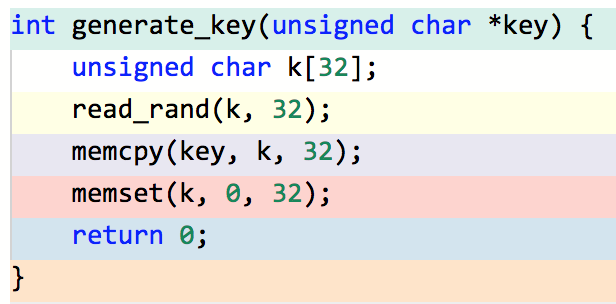 int generate_key(unsigned char *key) {
    unsigned char k[32];
    read_rand(k, 32);
    memcpy(key, k, 32);
    memset(k, 0, 32);
    return 0;
}